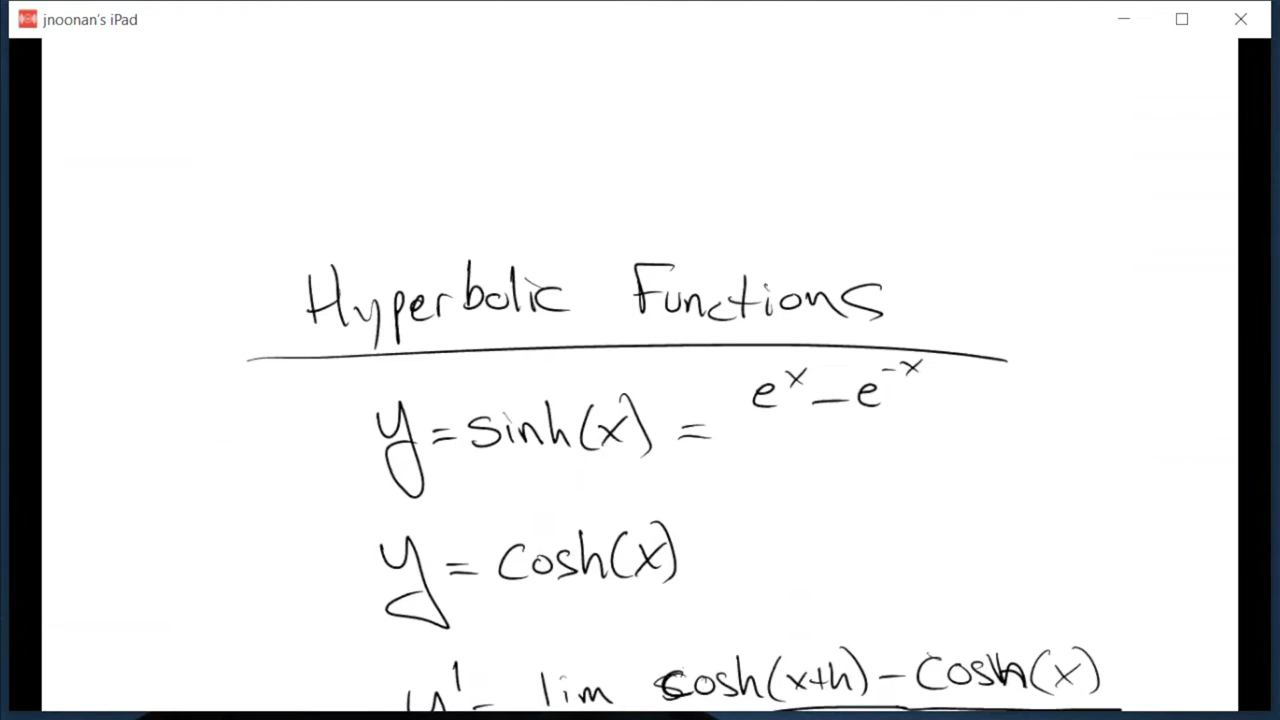 jnoonan's iPad
Hyperbolic Functions
y = sinh(x) = e^x - e^-x
y = cosh(x)
y' = lim cosh(x+h) - cosh(x)